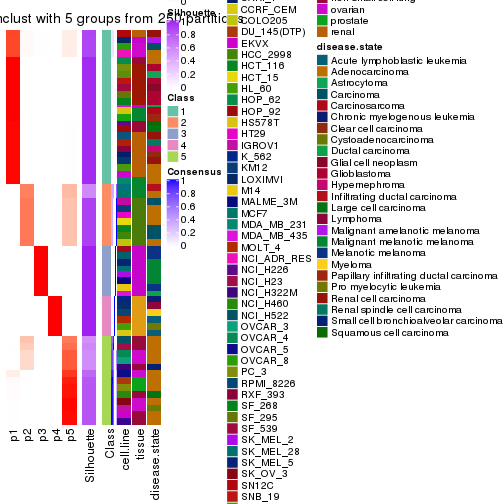 nclust with 5 groups from 250 partitions
Silhouette
1
0.8
0.6
0.4
0.2
0
Class
1
2
3
4
5
Consensus
1
0.8
0.6
0.4
0.2
0
p1
p2
p3
p4
p5
Silhouette
Class
cell.line
tissue
disease.state
CCRF_CEM
COLO205
DU_145(DTP)
EKVX
HCC_2998
HCT_116
HCT_15
HL_60
HOP_62
HOP_92
HS578T
HT29
IGROV1
K_562
KM12
LOXIMVI
M14
MALME_3M
MCF7
MDA_MB_231
MDA_MB_435
MOLT_4
NCI_ADR_RES
NCI_H226
NCI_H23
NCI_H322M
NCI_H460
NCI_H522
OVCAR_3
OVCAR_4
OVCAR_5
OVCAR_8
PC_3
RPMI_8226
RXF_393
SF_268
SF_295
SF_539
SK_MEL_2
SK_MEL_28
SK_MEL_5
SK_OV_3
SN12C
SNB_19
ovarian
prostate
renal
disease.state
Acute lymphoblastic leukemia
Adenocarcinoma
Astrocytoma
Carcinoma
Carcinosarcoma
Chronic myelogenous leukemia
Clear cell carcinoma
Cystoadenocarcinoma
Ductal carcinoma
Glial cell neoplasm
Glioblastoma
Hypernephroma
Infiltrating ductal carcinoma
Large cell carcinoma
Lymphoma
Malignant amelanotic melanoma
Malignant melanotic melanoma
Melanotic melanoma
Myeloma
Papillary infiltrating ductal carcinoma
Pro myelocytic leukemia
Renal cell carcinoma
Renal spindle cell carcinoma
Small cell bronchioalveolar carcinoma
Squamous cell carcinoma